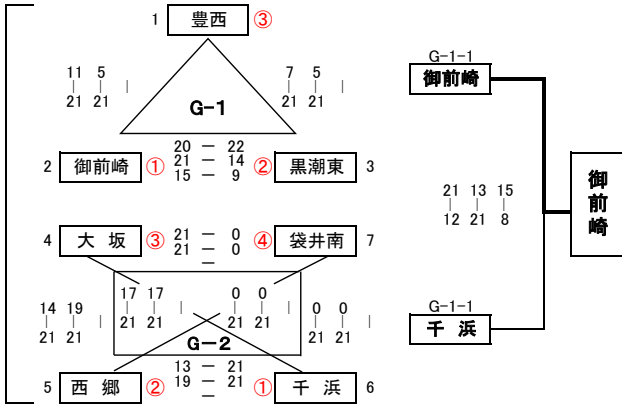 1 豊西 ③
11 5 7 5
| | | | | |
21 21 21 21
G-1
G-1-1
御前崎
20 — 22
2 御前崎 ① 21 — 14 ② 黒潮東 3
15 — 9
御前崎
21 13 15
| | |
12 21 8
4 大 坂 ③ 21 — 0 ④ 袋井南 7
21 — 0
—
17 17 0 0
| | | | | |
21 21 21 21
14 19 0 0
| | | | | |
21 21 21 21
G-1-1
千 浜
G-2
13 — 21
5 西 郷 ② 19 — 21 ① 千 浜 6
—